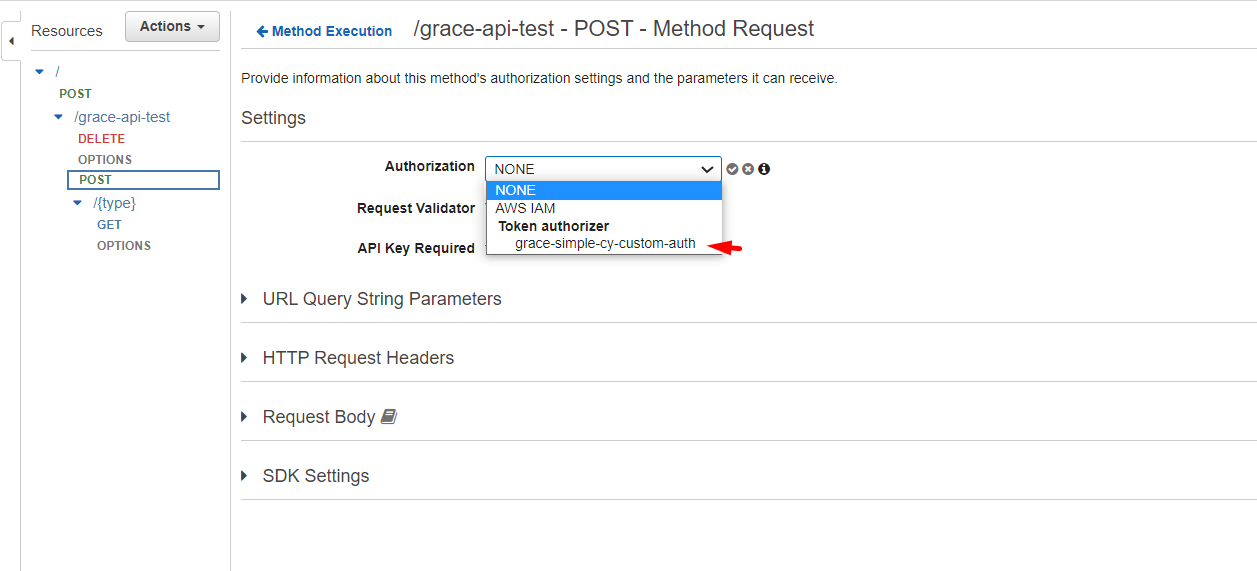 Resources
Actions
Method Execution
/grace-api-test - POST - Method Request
/
POST
/grace-api-test
DELETE
OPTIONS
POST
/{type}
GET
OPTIONS
Provide information about this method's authorization settings and the parameters it can receive.
Settings
Authorization
NONE
NONE
AWS IAM
Token authorizer
grace-simple-cy-custom-auth
Request Validator
API Key Required
URL Query String Parameters
HTTP Request Headers
Request Body
SDK Settings